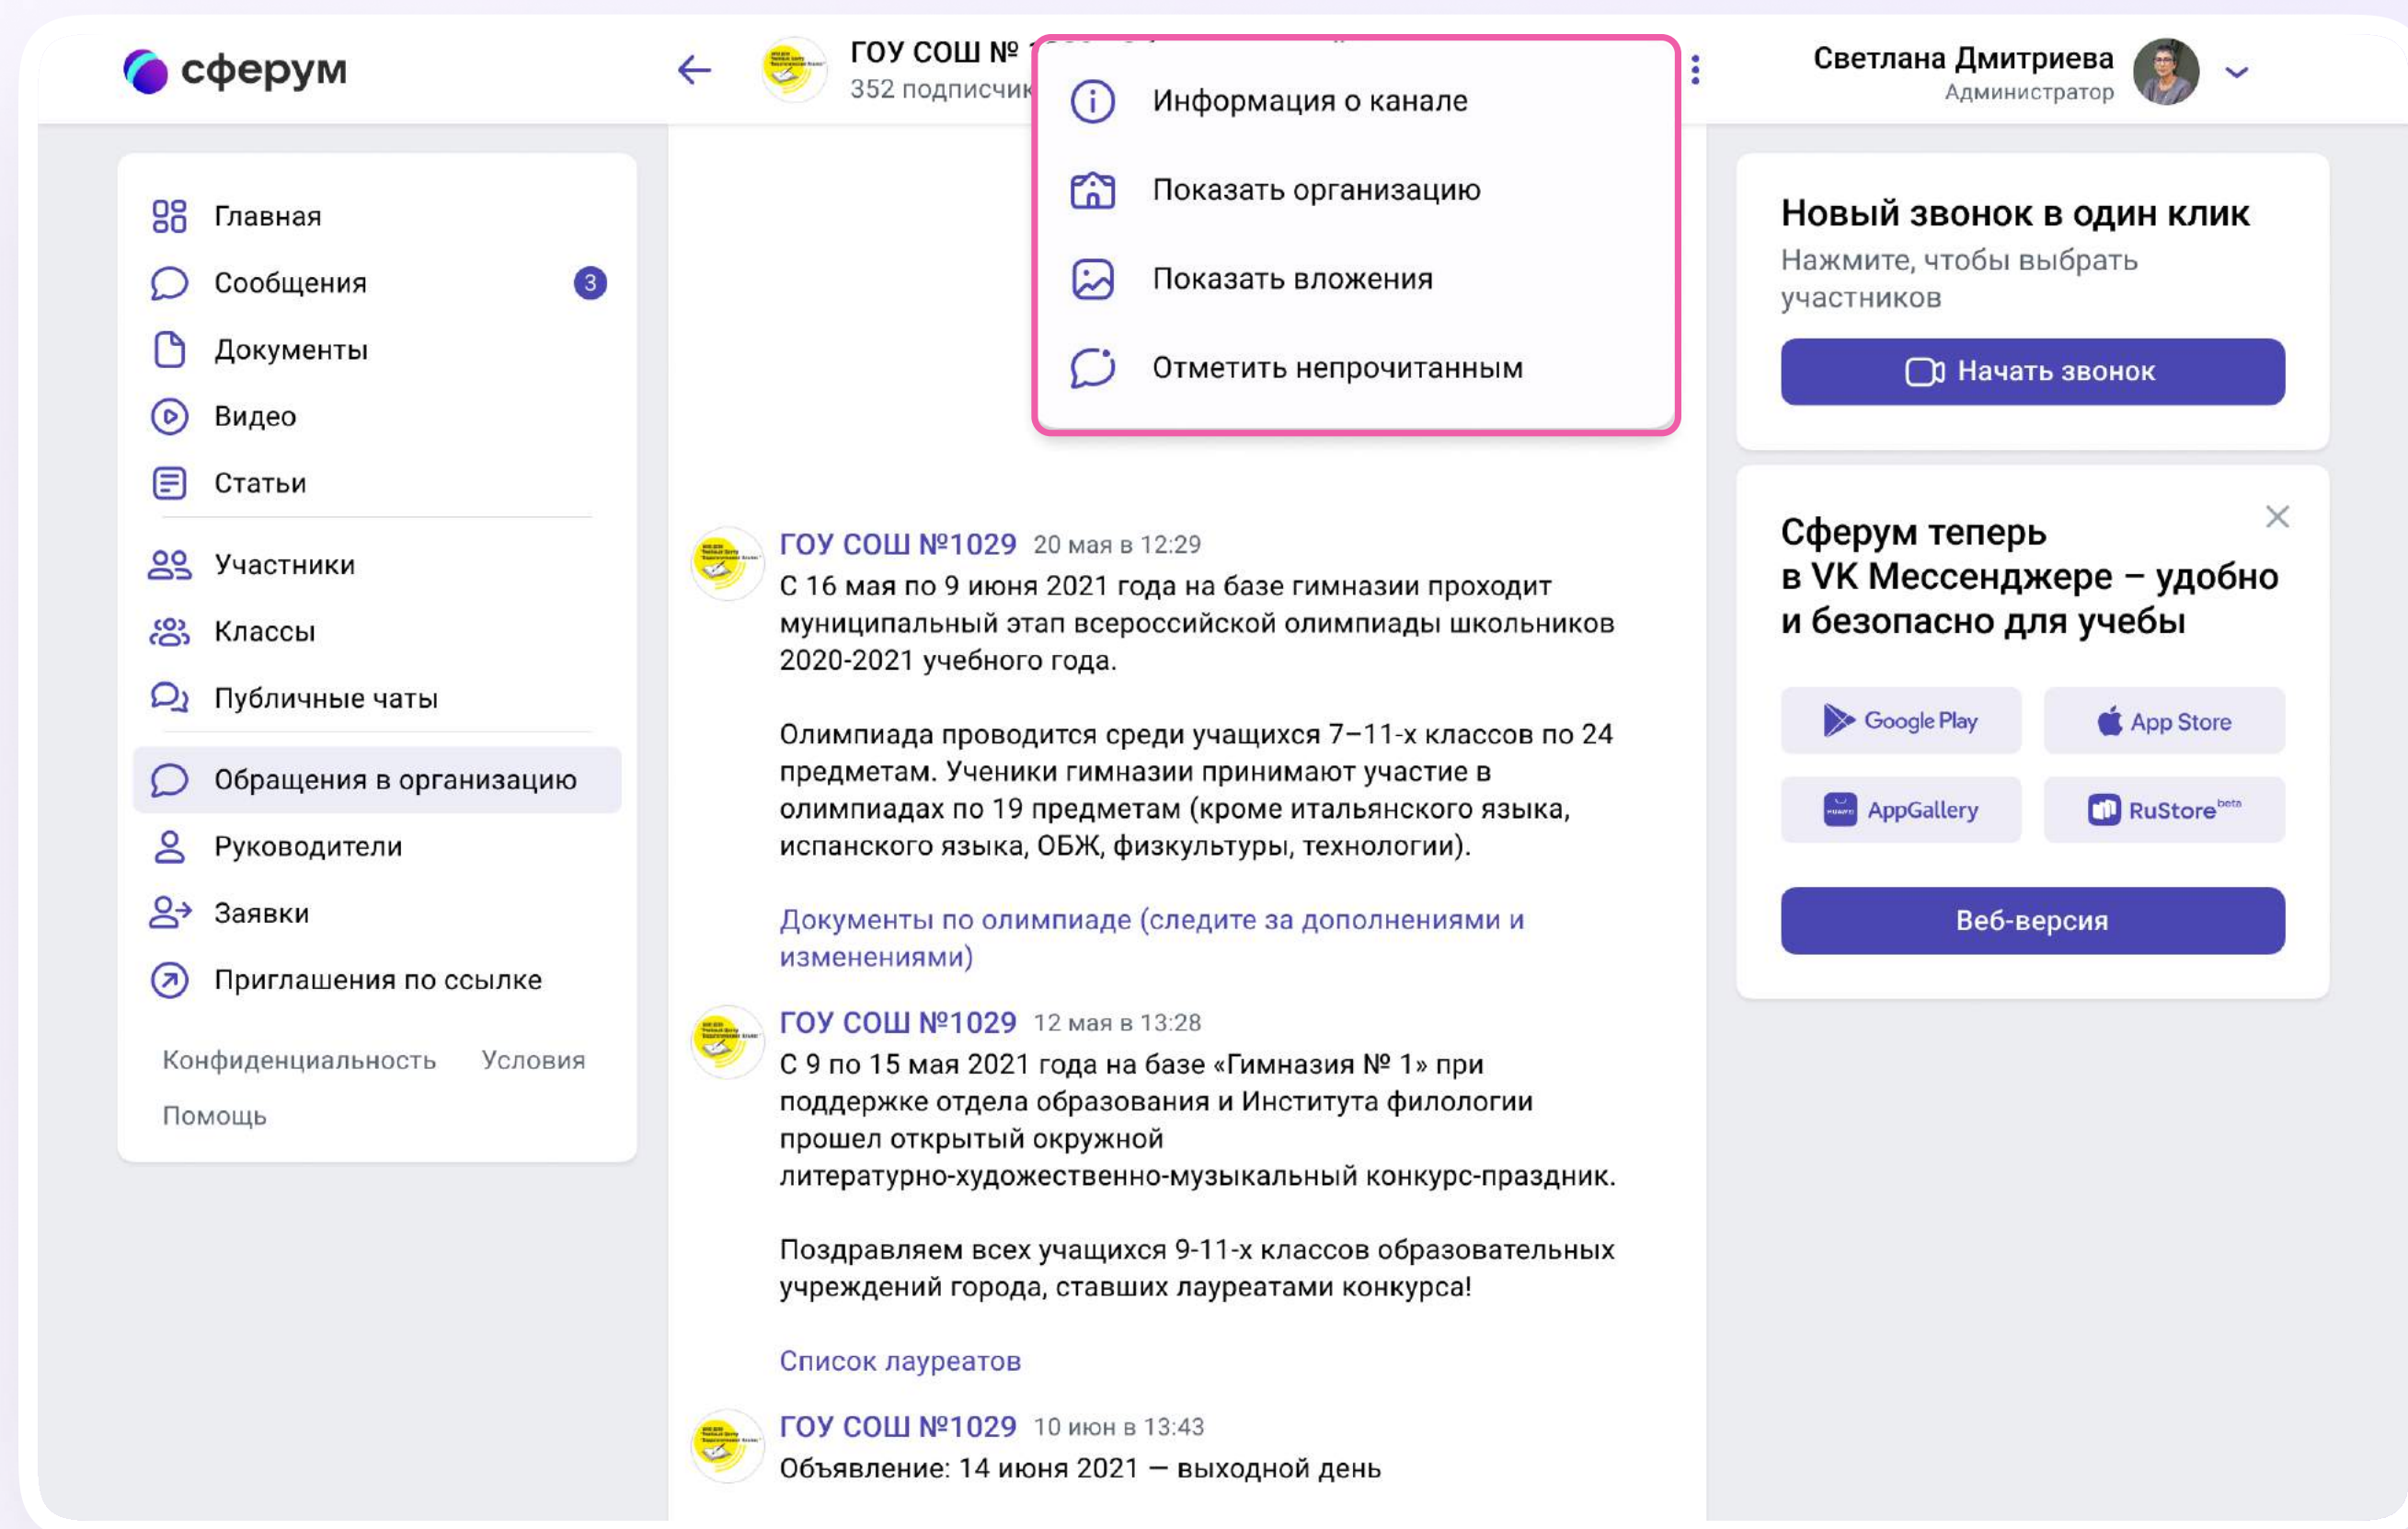 сферум
ГОУ СОШ №
352 подписчик
Светлана Дмитриева
Администратор
Информация о канале
Показать организацию
Показать вложения
Отметить непрочитанным
Главная
Сообщения 3
Документы
Видео
Статьи
Участники
Классы
Публичные чаты
Обращения в организацию
Руководители
Заявки
Приглашения по ссылке
Конфиденциальность Условия
Помощь
ГОУ СОШ №1029 20 мая в 12:29
С 16 мая по 9 июня 2021 года на базе гимназии проходит
муниципальный этап всероссийской олимпиады школьников
2020-2021 учебного года.
Олимпиада проводится среди учащихся 7–11-х классов по 24
предметам. Ученики гимназии принимают участие в
олимпиадах по 19 предметам (кроме итальянского языка,
испанского языка, ОБЖ, физкультуры, технологии).
Документы по олимпиаде (следите за дополнениями и
изменениями)
ГОУ СОШ №1029 12 мая в 13:28
С 9 по 15 мая 2021 года на базе «Гимназия № 1» при
поддержке отдела образования и Института филологии
прошел открытый окружной
литературно-художественно-музыкальный конкурс-праздник.
Поздравляем всех учащихся 9-11-х классов образовательных
учреждений города, ставших лауреатами конкурса!
Список лауреатов
ГОУ СОШ №1029 10 июн в 13:43
Объявление: 14 июня 2021 — выходной день
Новый звонок в один клик
Нажмите, чтобы выбрать
участников
Начать звонок
Сферум теперь
в VK Мессенджере – удобно
и безопасно для учебы
Google Play
App Store
AppGallery
RuStore beta
Веб-версия